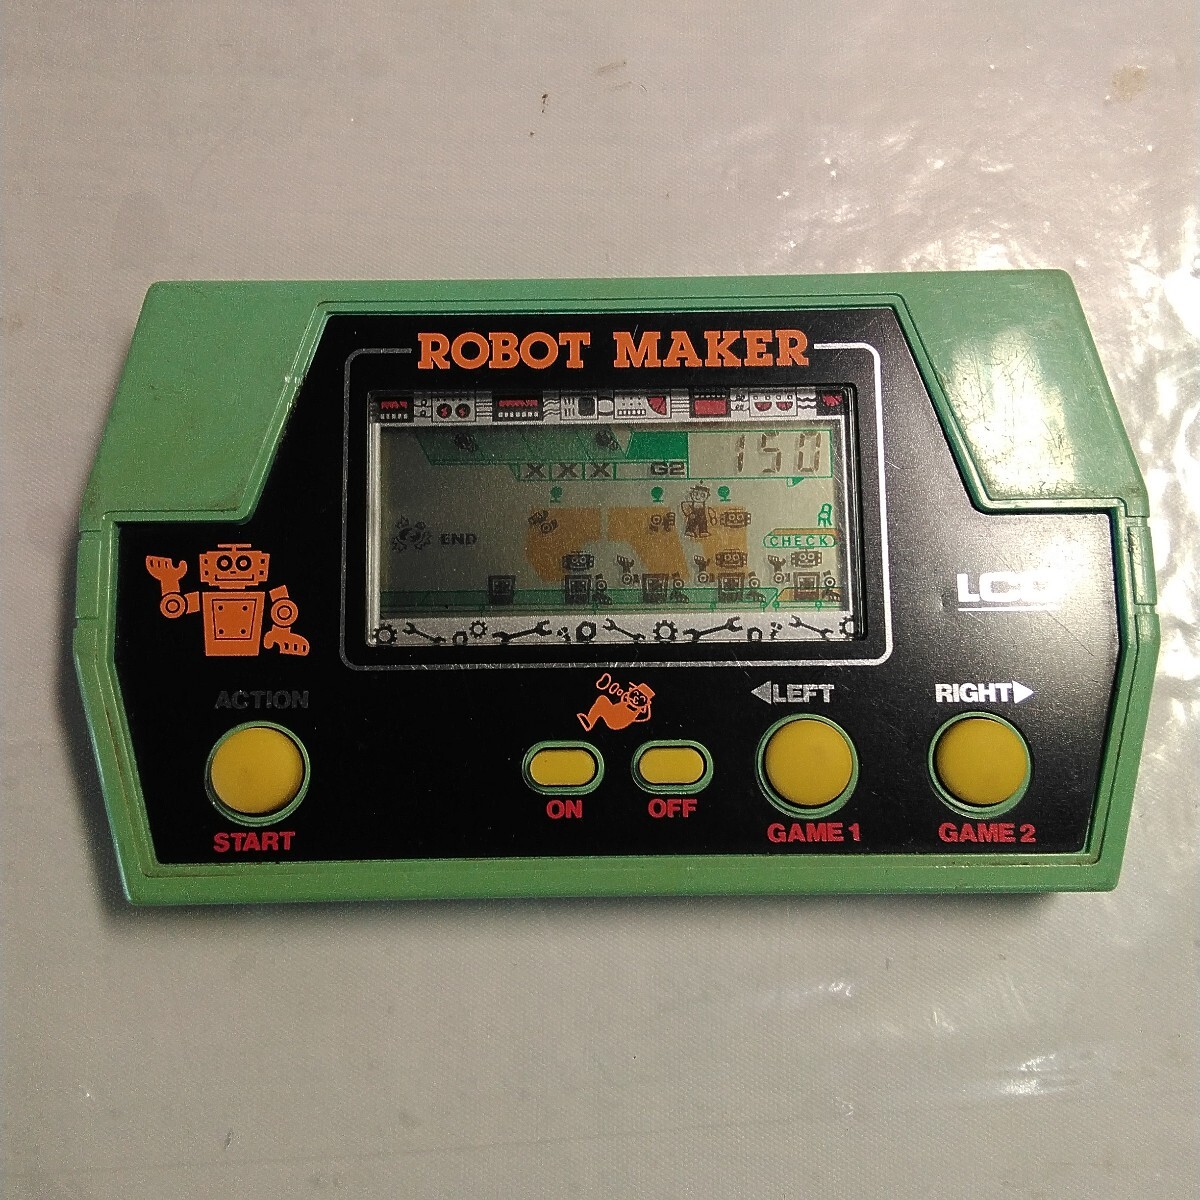 ROBOT MAKER
150
X X X G2
END
CHECK
LCD
ACTION
◀LEFT
RIGHT▶
START
ON
OFF
GAME 1
GAME 2